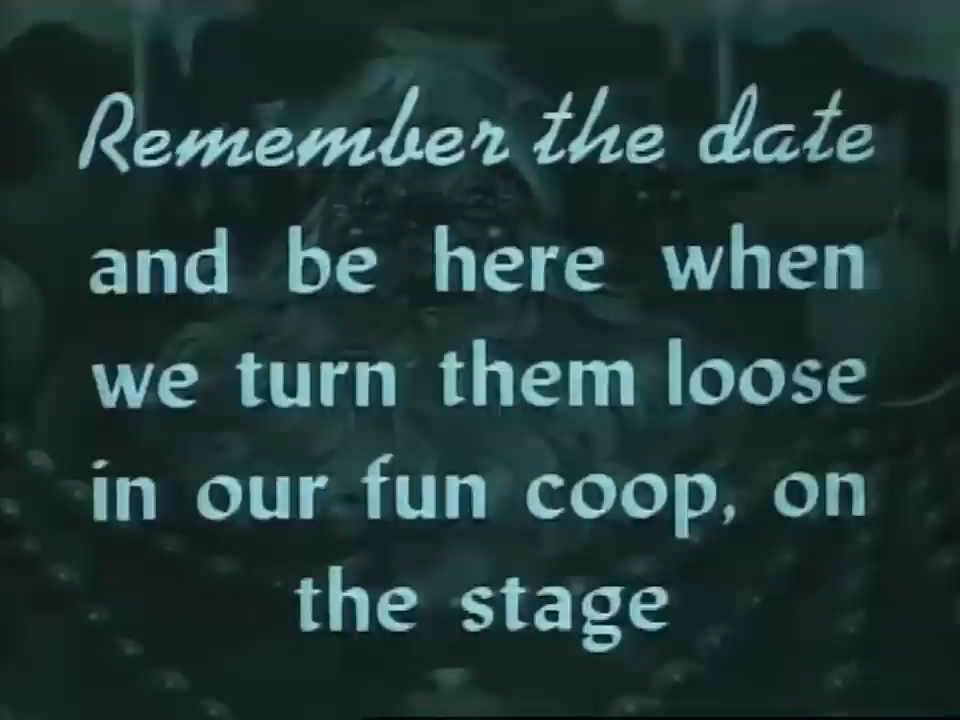 Remember the date
and be here when
we turn them loose
in our fun coop, on
the stage